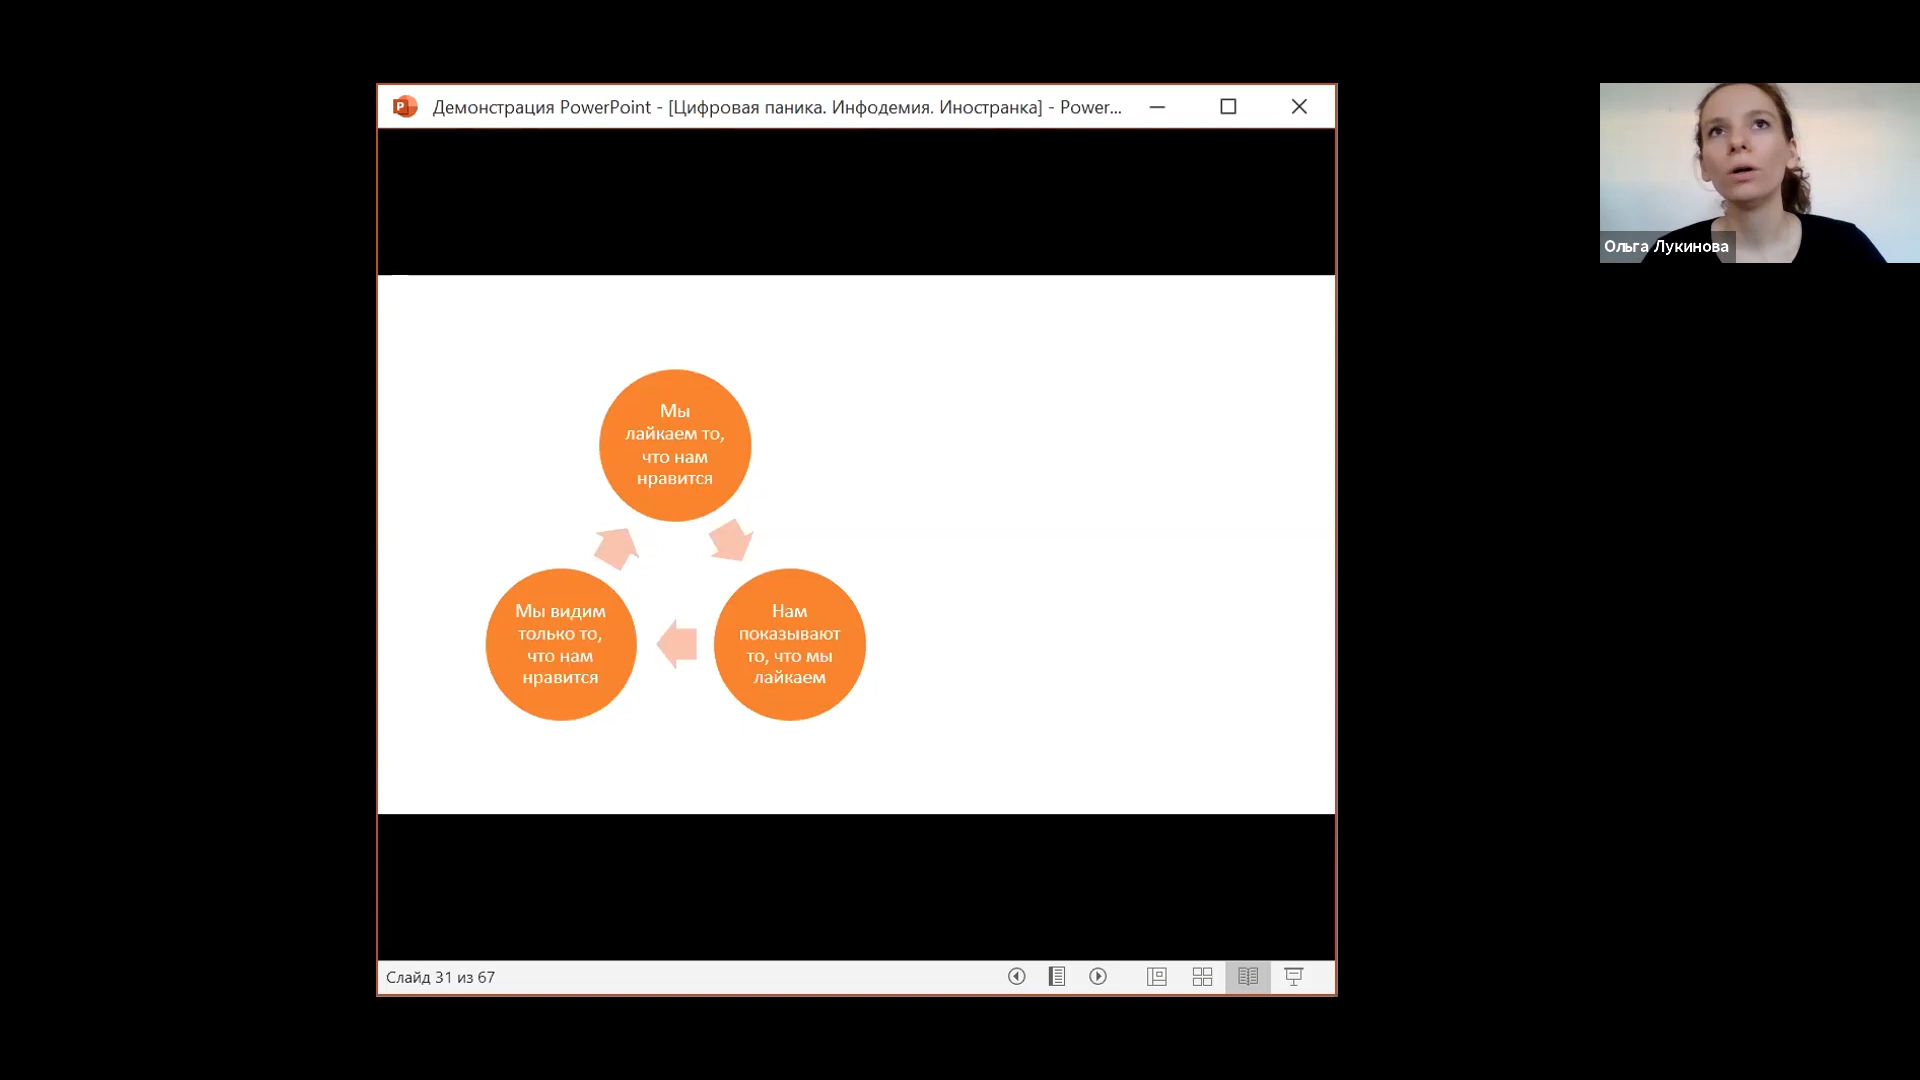 Демонстрация PowerPoint - [Цифровая паника. Инфодемия. Иностранка] - Power...
Ольга Лукинова
Мы
лайкаем то,
что нам
нравится
Мы видим
только то,
что нам
нравится
Нам
показывают
то, что мы
лайкаем
Слайд 31 из 67